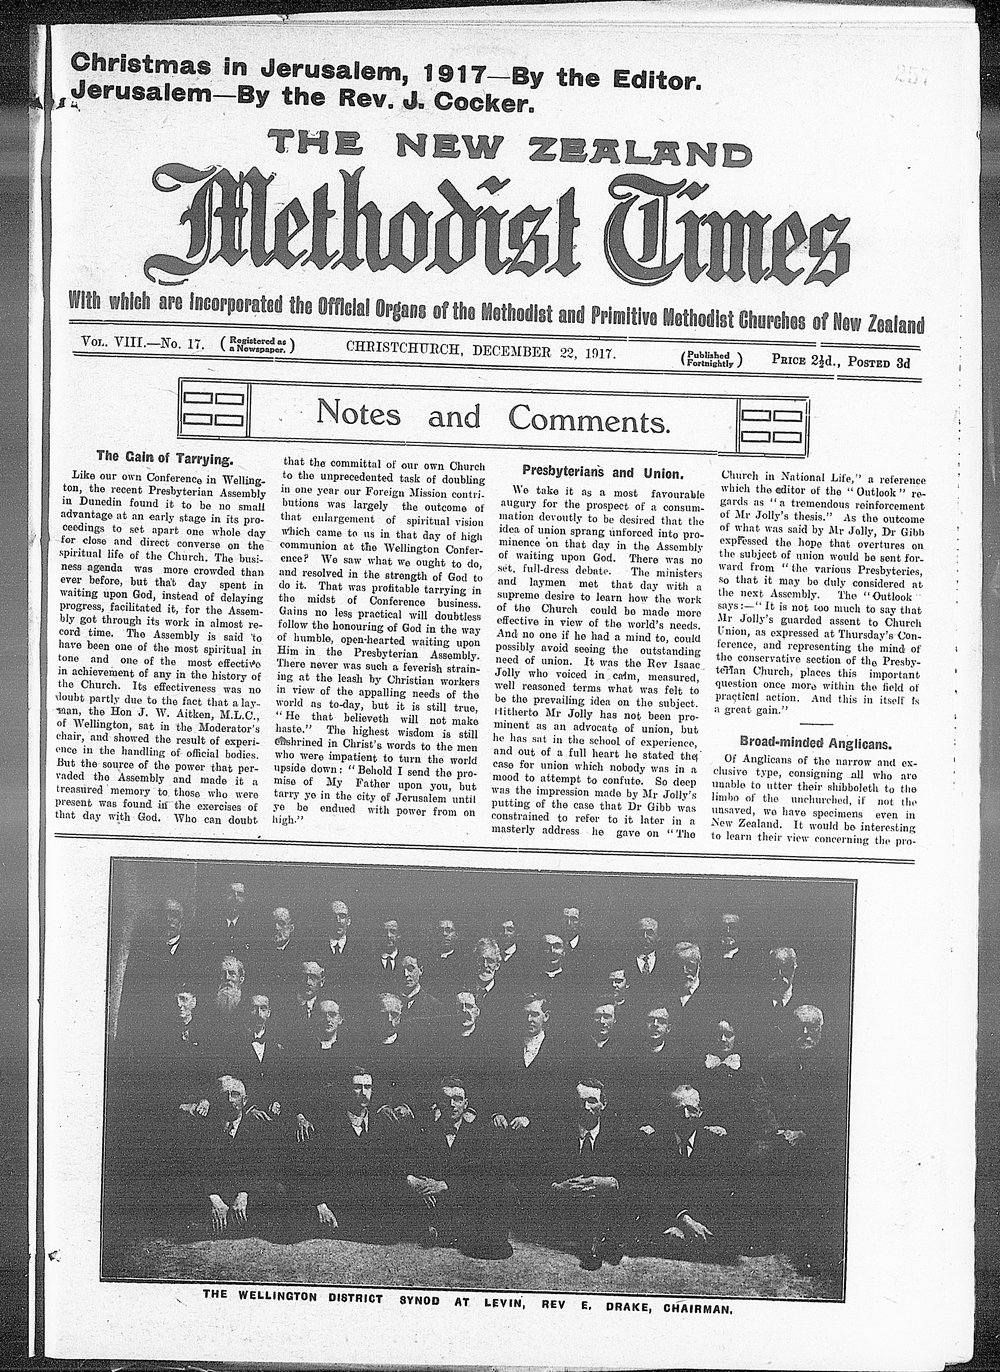 Christmas in Jerusalem, 1917—By the Editor.
Jerusalem—By the Rev. J. Cocker.
THE NEW ZEALAND
Methodist Times
With which are Incorporated the Official Organs of the Methodist and Primitive Methodist Churches of New Zealand
VOL. VIII.—No. 17. (Registered as a Newspaper.) CHRISTCHURCH, DECEMBER 22, 1917. (Published Fortnightly) PRICE 2½d., POSTED 3d
Notes and Comments.
The Gain of Tarrying.
Like our own Conference in Welling-
ton, the recent Presbyterian Assembly
in Dunedin found it to be no small
advantage at an early stage in its pro-
ceedings to set apart one whole day
for close and direct converse on the
spiritual life of the Church. The busi-
ness agenda was more crowded than
ever before, but that day spent in
waiting upon God, instead of delaying
progress, facilitated it, for the Assem-
bly got through its work in almost re-
cord time. The Assembly is said to
have been one of the most spiritual in
tone and one of the most effective
in achievement of any in the history of
the Church. Its effectiveness was no
doubt partly due to the fact that a lay-
man, the Hon J. W. Aitken, M.L.C.,
of Wellington, sat in the Moderator's
chair, and showed the result of experi-
ence in the handling of official bodies.
But the source of the power that per-
vaded the Assembly and made it a
treasured memory to those who were
present was found in the exercises of
that day with God. Who can doubt
that the committal of our own Church
to the unprecedented task of doubling
in one year our Foreign Mission contri-
butions was largely the outcome of
that enlargement of spiritual vision
which came to us in that day of high
communion at the Wellington Confer-
ence? We saw what we ought to do,
and resolved in the strength of God to
do it. That was profitable tarrying in
the midst of Conference business.
Gains no less practical will doubtless
follow the honouring of God in the way
of humble, open-hearted waiting upon
Him in the Presbyterian Assembly.
There never was such a feverish strain-
ing at the leash by Christian workers
in view of the appalling needs of the
world as to-day, but it is still true,
"He that believeth will not make
haste." The highest wisdom is still
enshrined in Christ's words to the men
who were impatient to turn the world
upside down: "Behold I send the pro-
mise of My Father upon you, but
tarry ye in the city of Jerusalem until
ye be endued with power from on
high."
Presbyterians and Union.
We take it as a most favourable
augury for the prospect of a consum-
mation devoutly to be desired that the
idea of union sprang unforced into pro-
minence on that day in the Assembly
of waiting upon God. There was no
set, full-dress debate. The ministers
and laymen met that day with a
supreme desire to learn how the work
of the Church could be made more
effective in view of the world's needs.
And no one if he had a mind to, could
possibly avoid seeing the outstanding
need of union. It was the Rev Isaac
Jolly who voiced in calm, measured,
well reasoned terms what was felt to
be the prevailing idea on the subject.
Hitherto Mr Jolly has not been pro-
minent as an advocate of union, but
he has sat in the school of experience,
and out of a full heart he stated the
case for union which nobody was in a
mood to attempt to confute. So deep
was the impression made by Mr Jolly's
putting of the case that Dr Gibb was
constrained to refer to it later in a
masterly address he gave on "The
Church in National Life," a reference
which the editor of the "Outlook" re-
gards as "a tremendous reinforcement
of Mr Jolly's thesis." As the outcome
of what was said by Mr Jolly, Dr Gibb
expressed the hope that overtures on
the subject of union would be sent for-
ward from "the various Presbyteries,
so that it may be duly considered at
the next Assembly. The "Outlook"
says:—"It is not too much to say that
Mr Jolly's guarded assent to Church
Union, as expressed at Thursday's Con-
ference, and representing the mind of
the conservative section of the Presby-
terian Church, places this important
question once more within the field of
practical action. And this in itself is
a great gain."
Broad-minded Anglicans.
Of Anglicans of the narrow and ex-
clusive type, consigning all who are
unable to utter their shibboleth to the
limbo of the unchurched, if not the
unsaved, we have specimens even in
New Zealand. It would be interesting
to learn their view concerning the pro-
THE WELLINGTON DISTRICT SYNOD AT LEVIN, REV E. DRAKE, CHAIRMAN.